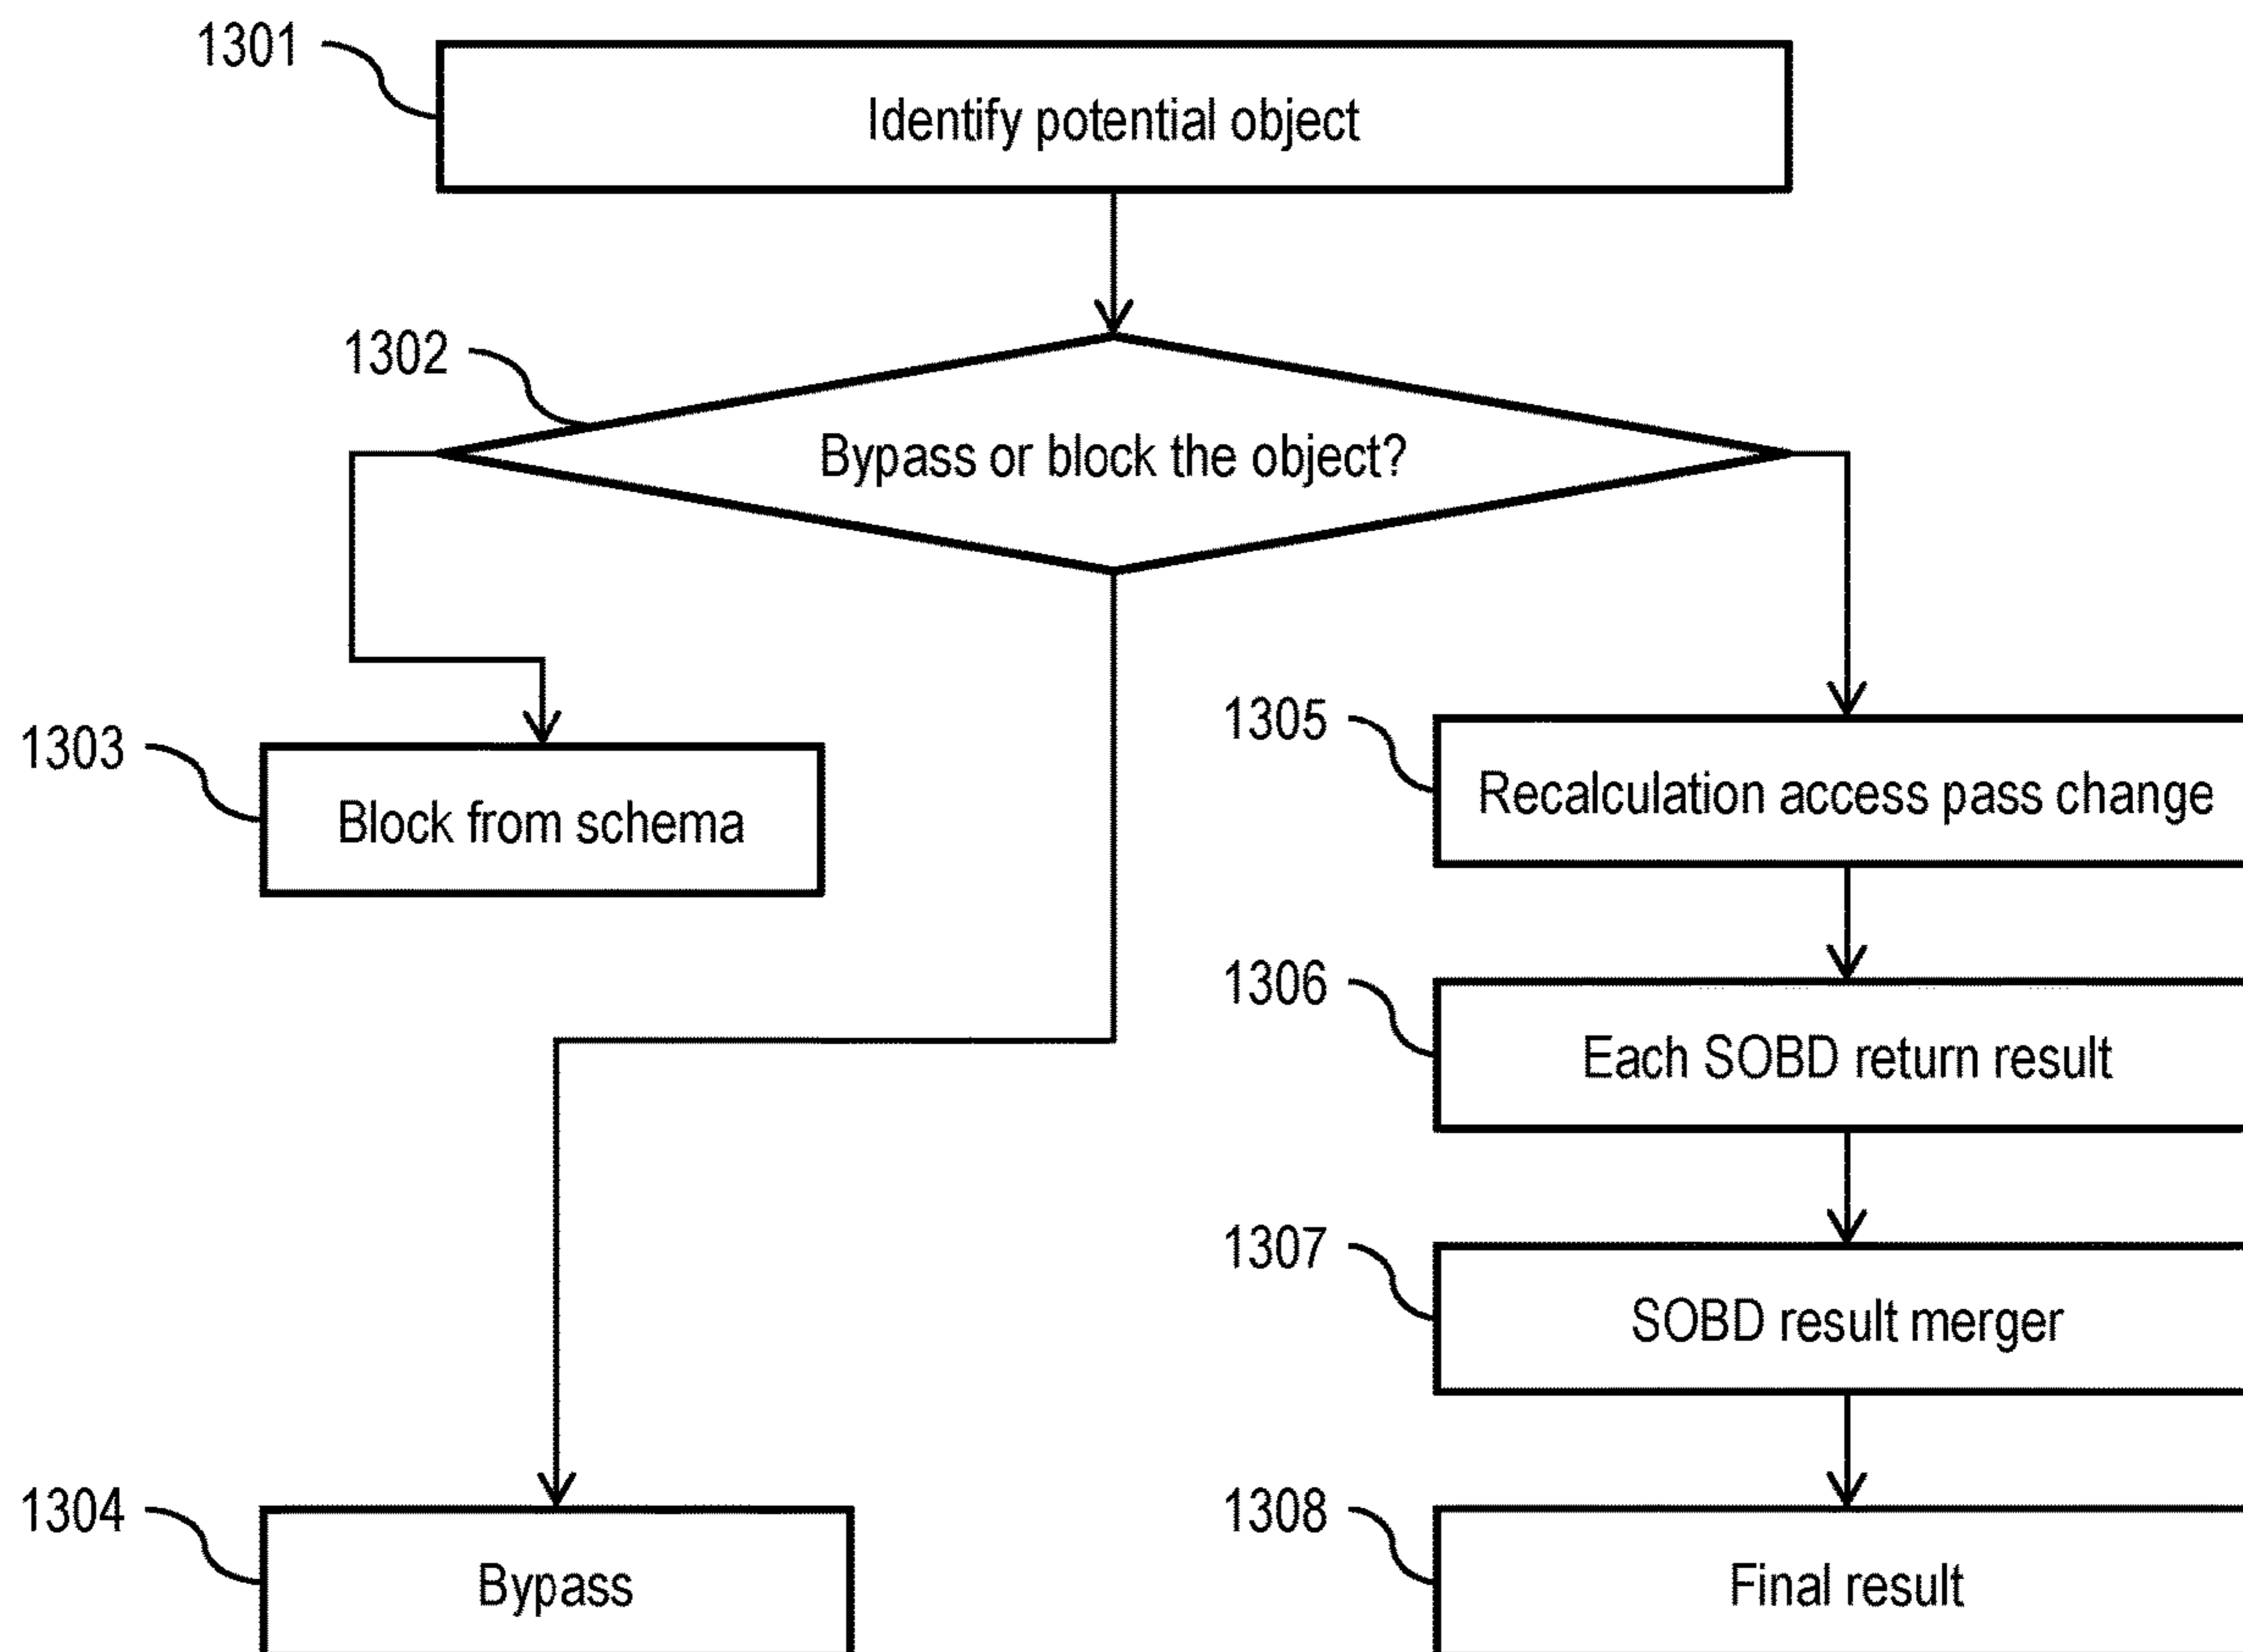 1301
Identify potential object
1302
Bypass or block the object?
1303
Block from schema
1305
Recalculation access pass change
1306
Each SOBD return result
1307
SOBD result merger
1304
Bypass
1308
Final result